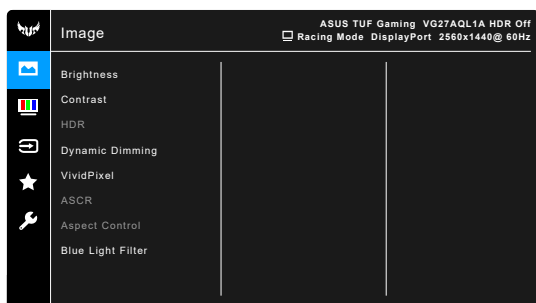 Image
ASUS TUF Gaming VG27AQL1A HDR Off
Racing Mode DisplayPort 2560x1440@ 60Hz
Brightness
Contrast
HDR
Dynamic Dimming
VividPixel
ASCR
Aspect Control
Blue Light Filter